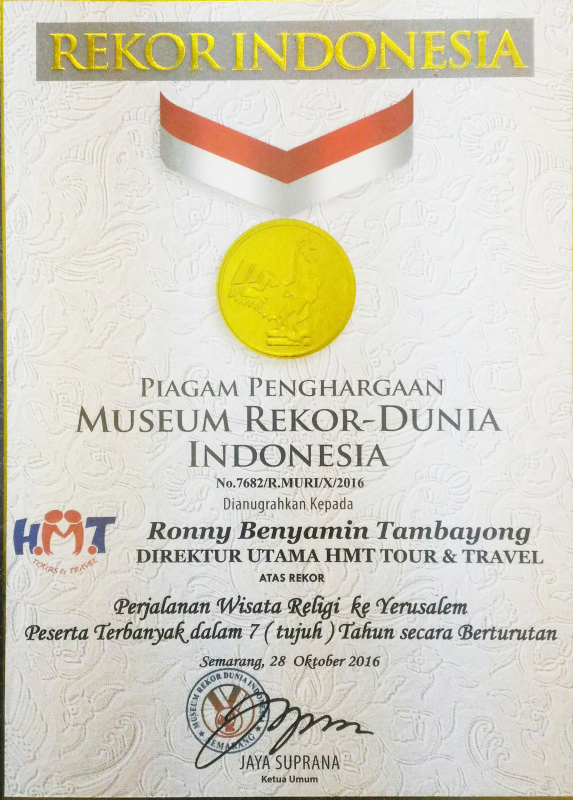 REKOR INDONESIA
PIAGAM PENGHARGAAN
MUSEUM REKOR-DUNIA
INDONESIA
No.7682/R.MURI/X/2016
Dianugrahkan Kepada
H.M.T
TOURS & TRAVEL
Ronny Benyamin Tambayong
DIREKTUR UTAMA HMT TOUR & TRAVEL
ATAS REKOR
Perjalanan Wisata Religi ke Yerusalem
Peserta Terbanyak dalam 7 ( tujuh ) Tahun secara Berturutan
Semarang, 28 Oktober 2016
MUSEUM REKOR DUNIA INDONESIA
SEMARANG
JAYA SUPRANA
Ketua Umum